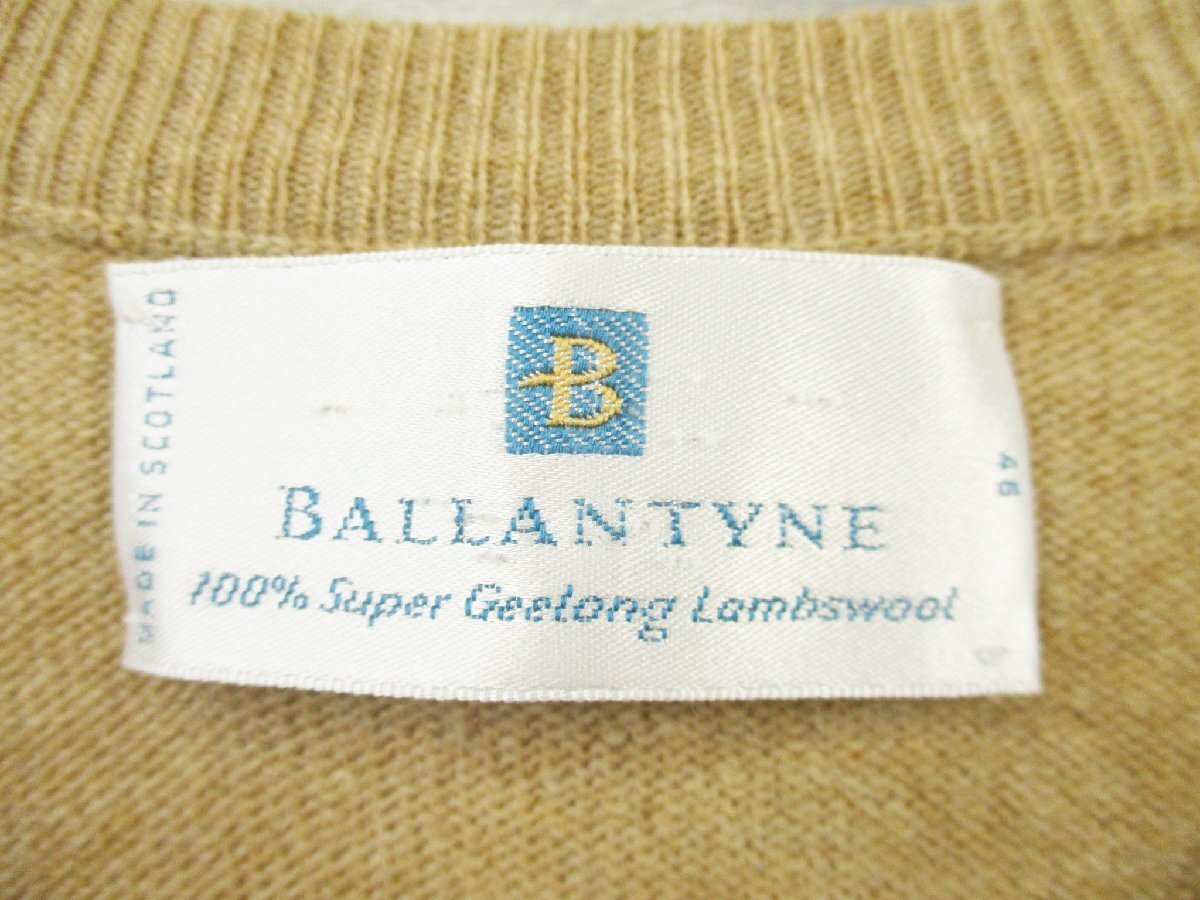 B
BALLANTYNE
100% Super Geelong Lambswool
MADE IN SCOTLAND
46